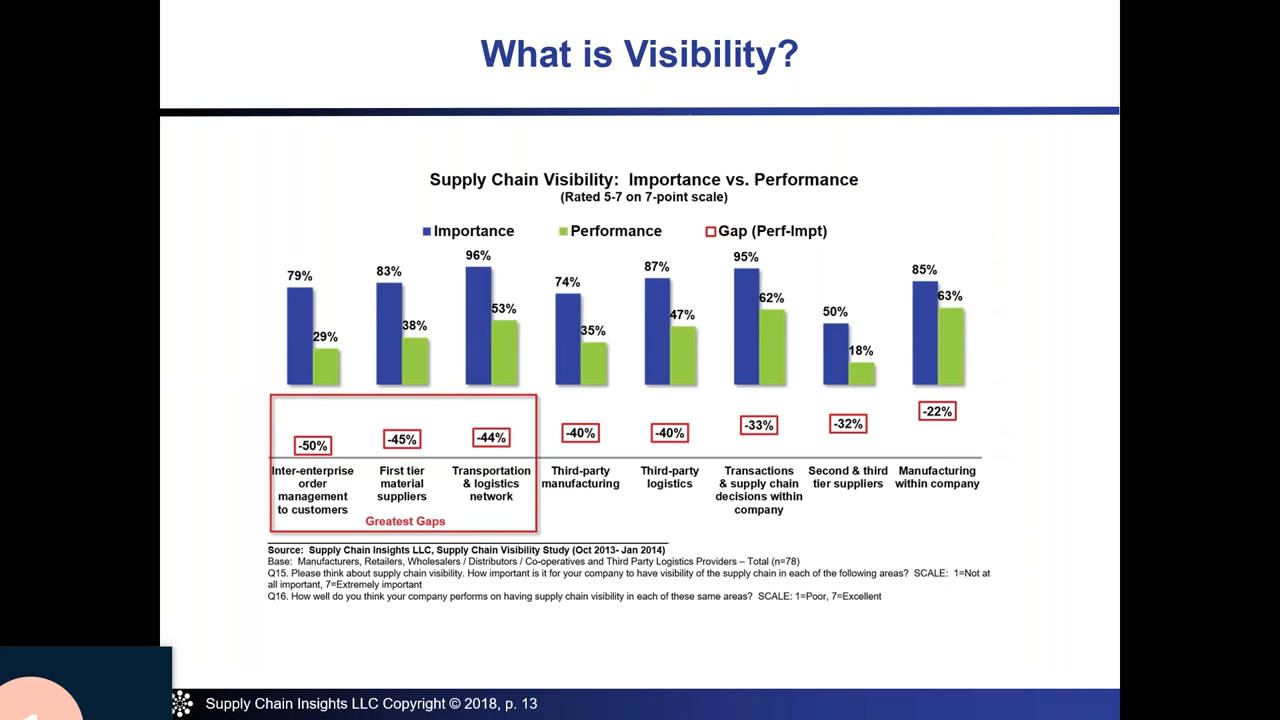 What is Visibility?
Supply Chain Visibility: Importance vs. Performance
(Rated 5-7 on 7-point scale)
Importance Performance Gap (Perf-Impt)
79% 29% 83% 38% 96% 53% 74% 35% 87% 47% 95% 62% 50% 18% 85% 63%
-50% -45% -44% -40% -40% -33% -32% -22%
Inter-enterprise
order
management
to customers
First tier
material
suppliers
Transportation
& logistics
network
Third-party
manufacturing
Third-party
logistics
Transactions
& supply chain
decisions within
company
Second & third
tier suppliers
Manufacturing
within company
Greatest Gaps
Source: Supply Chain Insights LLC, Supply Chain Visibility Study (Oct 2013- Jan 2014)
Base: Manufacturers, Retailers, Wholesalers / Distributors / Co-operatives and Third Party Logistics Providers – Total (n=78)
Q15. Please think about supply chain visibility. How important is it for your company to have visibility of the supply chain in each of the following areas? SCALE: 1=Not at
all important, 7=Extremely important
Q16. How well do you think your company performs on having supply chain visibility in each of these same areas? SCALE: 1=Poor, 7=Excellent
Supply Chain Insights LLC Copyright © 2018, p. 13